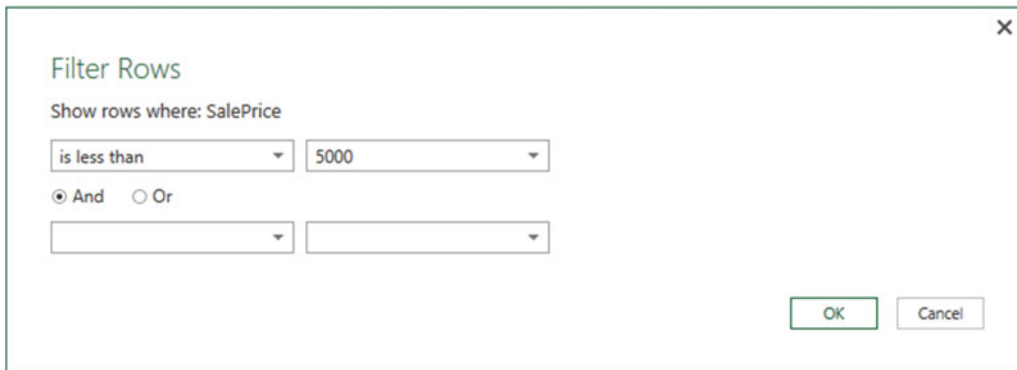 Filter Rows
Show rows where: SalePrice
is less than 5000
And Or
OK Cancel